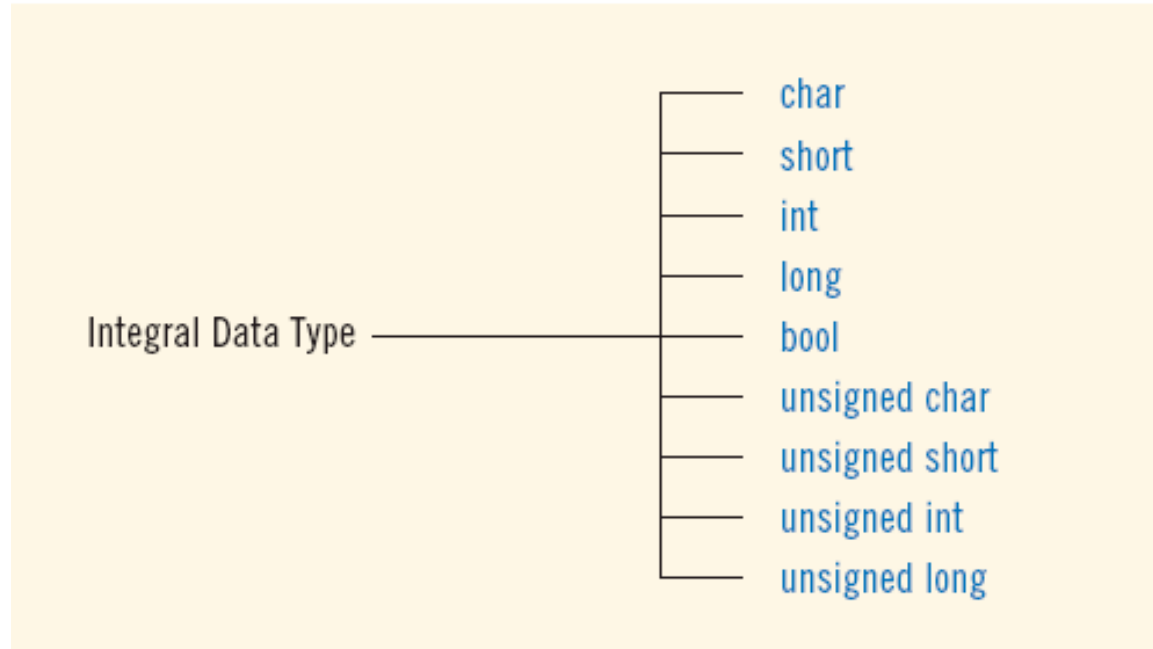 char
short
int
long
Integral Data Type
bool
unsigned char
unsigned short
unsigned int
unsigned long